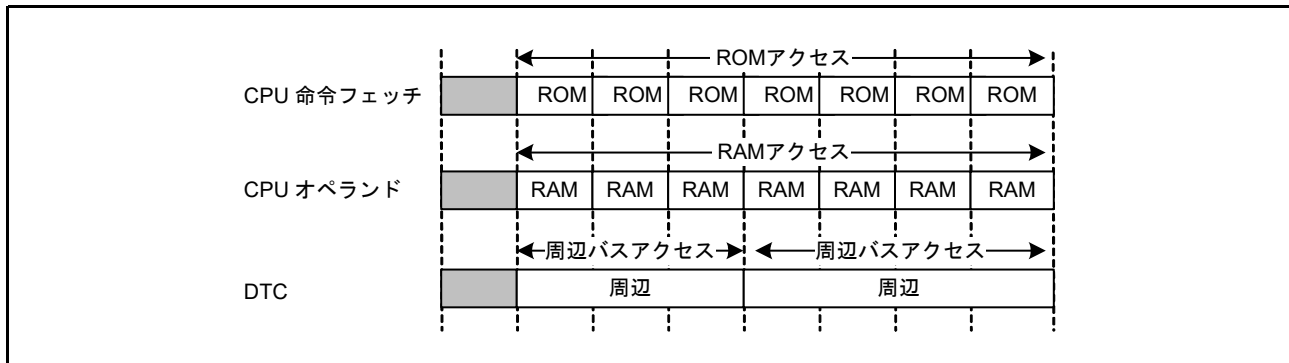 ROMアクセス
CPU 命令フェッチ ROM ROM ROM ROM ROM ROM ROM
RAMアクセス
CPU オペランド RAM RAM RAM RAM RAM RAM RAM
周辺バスアクセス 周辺バスアクセス
DTC 周辺 周辺